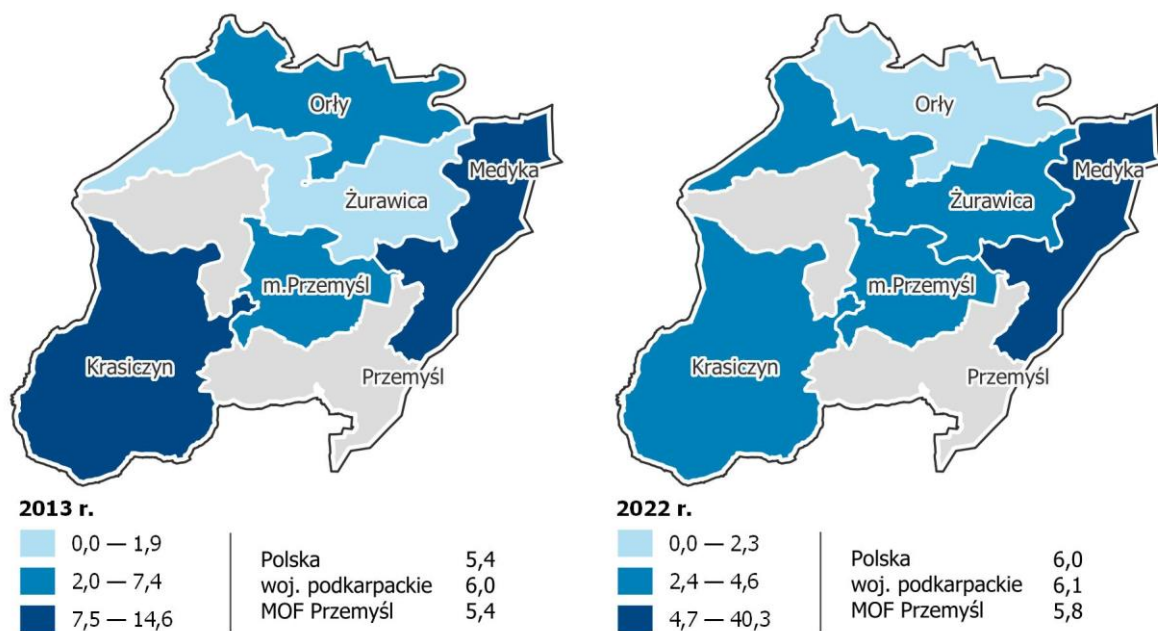 Orły
Medyka
Żurawica
m.Przemyśl
Krasiczyn
Przemyśl
2013 r.
0,0 — 1,9
2,0 — 7,4
7,5 — 14,6
Polska 5,4
woj. podkarpackie 6,0
MOF Przemyśl 5,4
Orły
Medyka
Żurawica
m.Przemyśl
Krasiczyn
Przemyśl
2022 r.
0,0 — 2,3
2,4 — 4,6
4,7 — 40,3
Polska 6,0
woj. podkarpackie 6,1
MOF Przemyśl 5,8